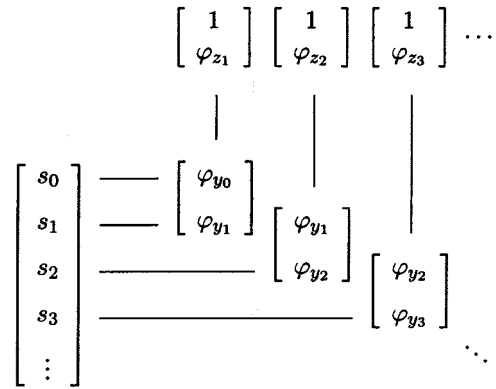 1 1 1 ⋯
φ_{z_1} φ_{z_2} φ_{z_3}
s_0 φ_{y_0}
s_1 φ_{y_1} φ_{y_1}
s_2 φ_{y_2} φ_{y_2}
s_3 φ_{y_3}
⋮ ⋱